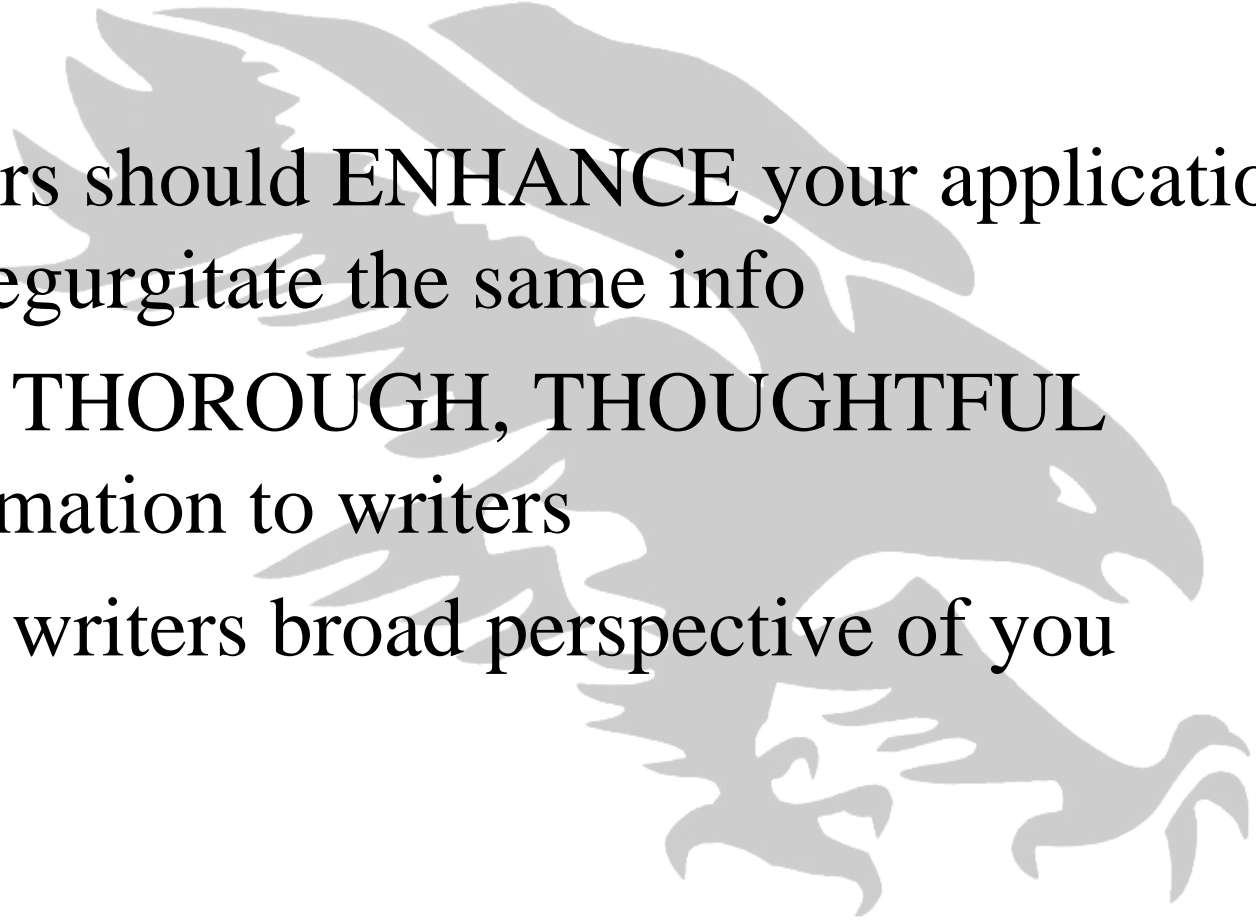 rs should ENHANCE your applicatio
egurgitate the same info
THOROUGH, THOUGHTFUL
mation to writers
writers broad perspective of you